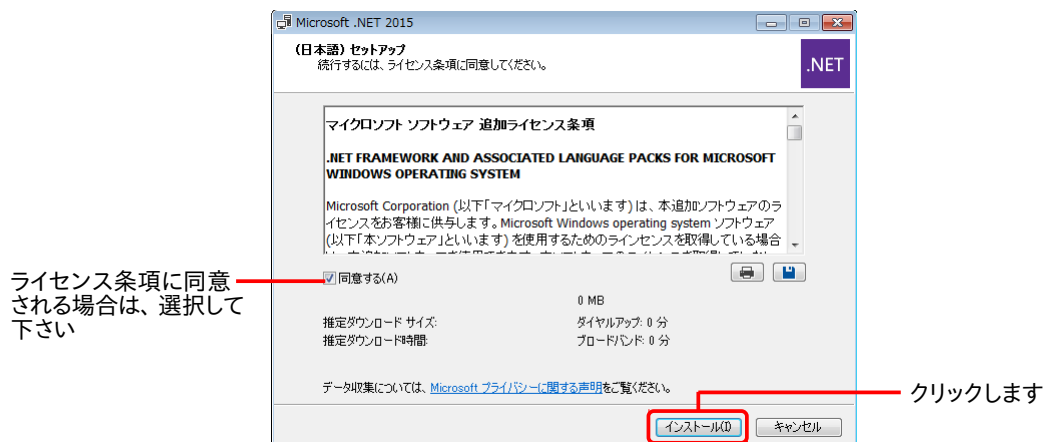 Microsoft .NET 2015
(日本語) セットアップ
続行するには、ライセンス条項に同意してください。
.NET
マイクロソフト ソフトウェア 追加ライセンス条項
.NET FRAMEWORK AND ASSOCIATED LANGUAGE PACKS FOR MICROSOFT
WINDOWS OPERATING SYSTEM
Microsoft Corporation (以下「マイクロソフト」といいます) は、本追加ソフトウェアのラ
イセンスをお客様に供与します。Microsoft Windows operating system ソフトウェア
(以下「本ソフトウェア」といいます) を使用するためのラインセンスを取得している場合
ライセンス条項に同意
される場合は、選択して
下さい
同意する(A)
0 MB
推定ダウンロード サイズ:
ダイヤルアップ: 0 分
推定ダウンロード時間:
ブロードバンド: 0 分
データ収集については、Microsoft プライバシーに関する声明をご覧ください。
クリックします
インストール(I)
キャンセル